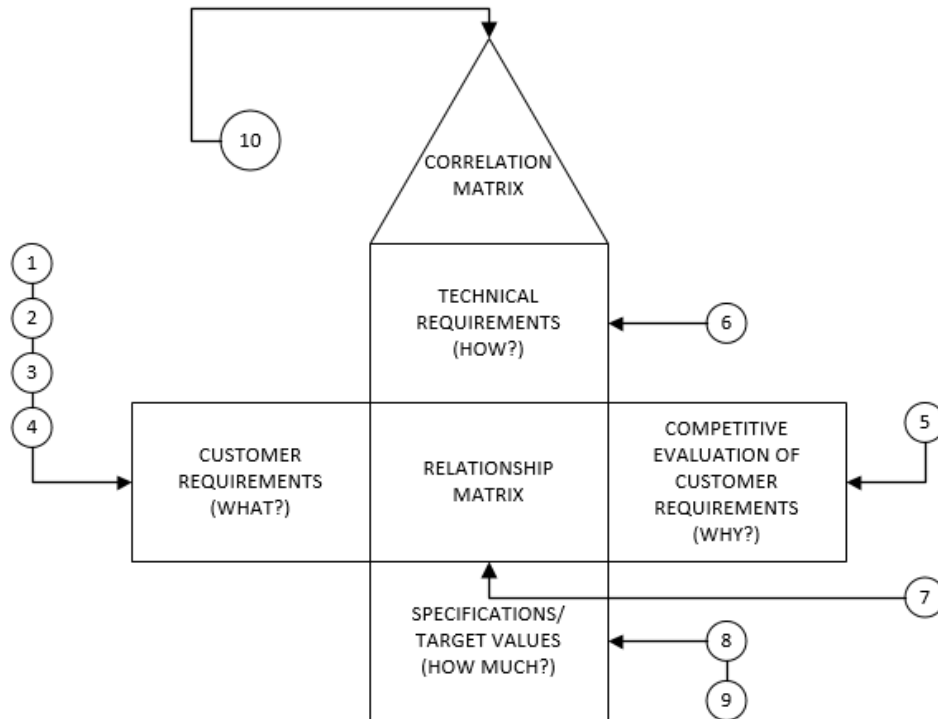 10
CORRELATION
MATRIX
1
2
3
4
TECHNICAL
REQUIREMENTS
(HOW?)
6
CUSTOMER
REQUIREMENTS
(WHAT?)
RELATIONSHIP
MATRIX
COMPETITIVE
EVALUATION OF
CUSTOMER
REQUIREMENTS
(WHY?)
5
7
SPECIFICATIONS/
TARGET VALUES
(HOW MUCH?)
8
9